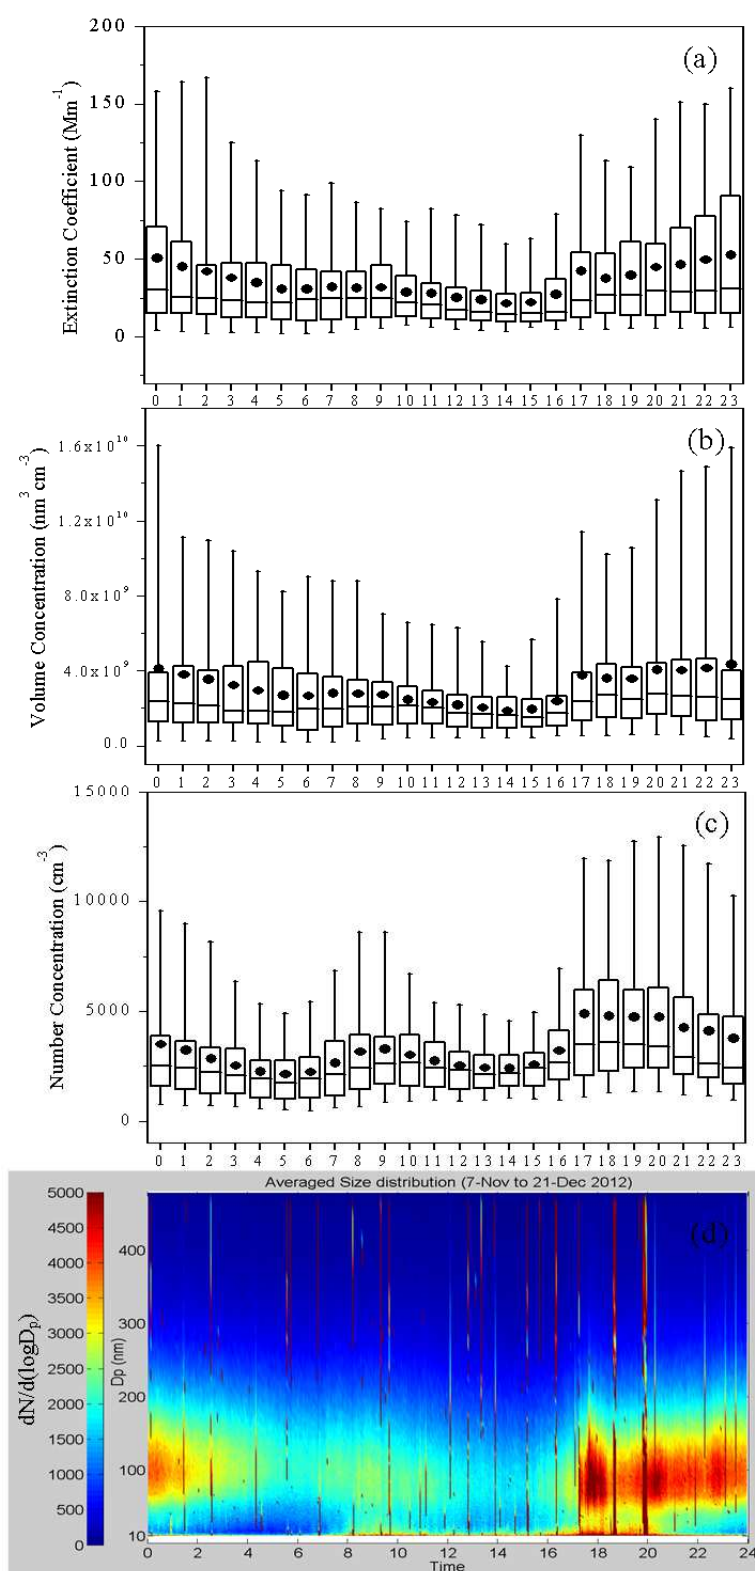 (a)
Extinction Coefficient (Mm-1)
200
150
100
50
0
0 1 2 3 4 5 6 7 8 9 10 11 12 13 14 15 16 17 18 19 20 21 22 23
(b)
Volume Concentration (nm3 cm-3)
1.6x10^10
1.2x10^10
8.0x10^9
4.0x10^9
0.0
0 1 2 3 4 5 6 7 8 9 10 11 12 13 14 15 16 17 18 19 20 21 22 23
(c)
Number Concentration (cm-3)
15000
10000
5000
0
0 1 2 3 4 5 6 7 8 9 10 11 12 13 14 15 16 17 18 19 20 21 22 23
Averaged Size distribution (7-Nov to 21-Dec 2012)
(d)
dN/d(logDp)
5000
4500
4000
3500
3000
2500
2000
1500
1000
500
0
Dp (nm)
400
300
200
100
10
0 2 4 6 8 10 12 14 16 18 20 22 24
Time